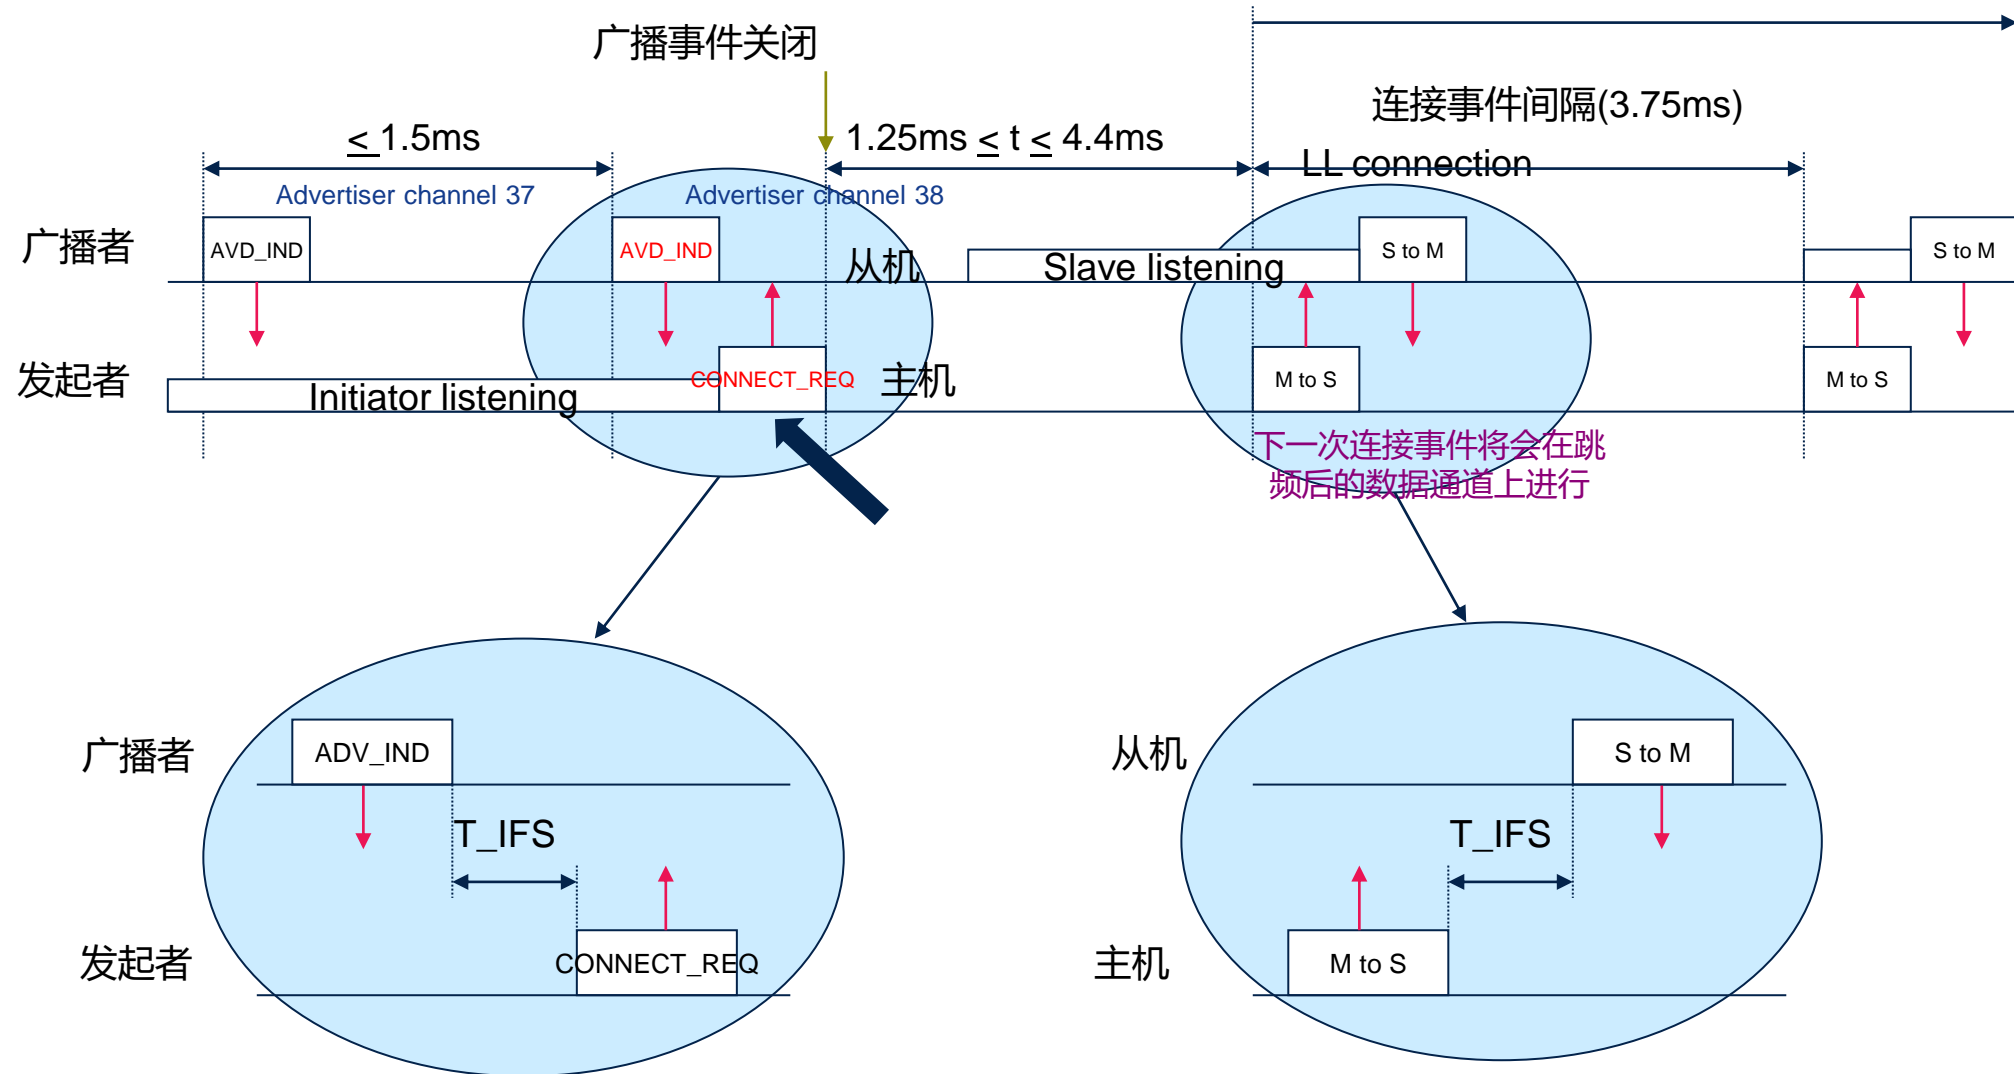 广播事件关闭
连接事件间隔(3.75ms)
≤ 1.5ms
1.25ms ≤ t ≤ 4.4ms
LL connection
Advertiser channel 37
Advertiser channel 38
广播者
AVD_IND
AVD_IND
从机
Slave listening
S to M
S to M
发起者
Initiator listening
CONNECT_REQ
主机
M to S
M to S
下一次连接事件将会在跳
频后的数据通道上进行
广播者
ADV_IND
T_IFS
发起者
CONNECT_REQ
从机
S to M
T_IFS
主机
M to S